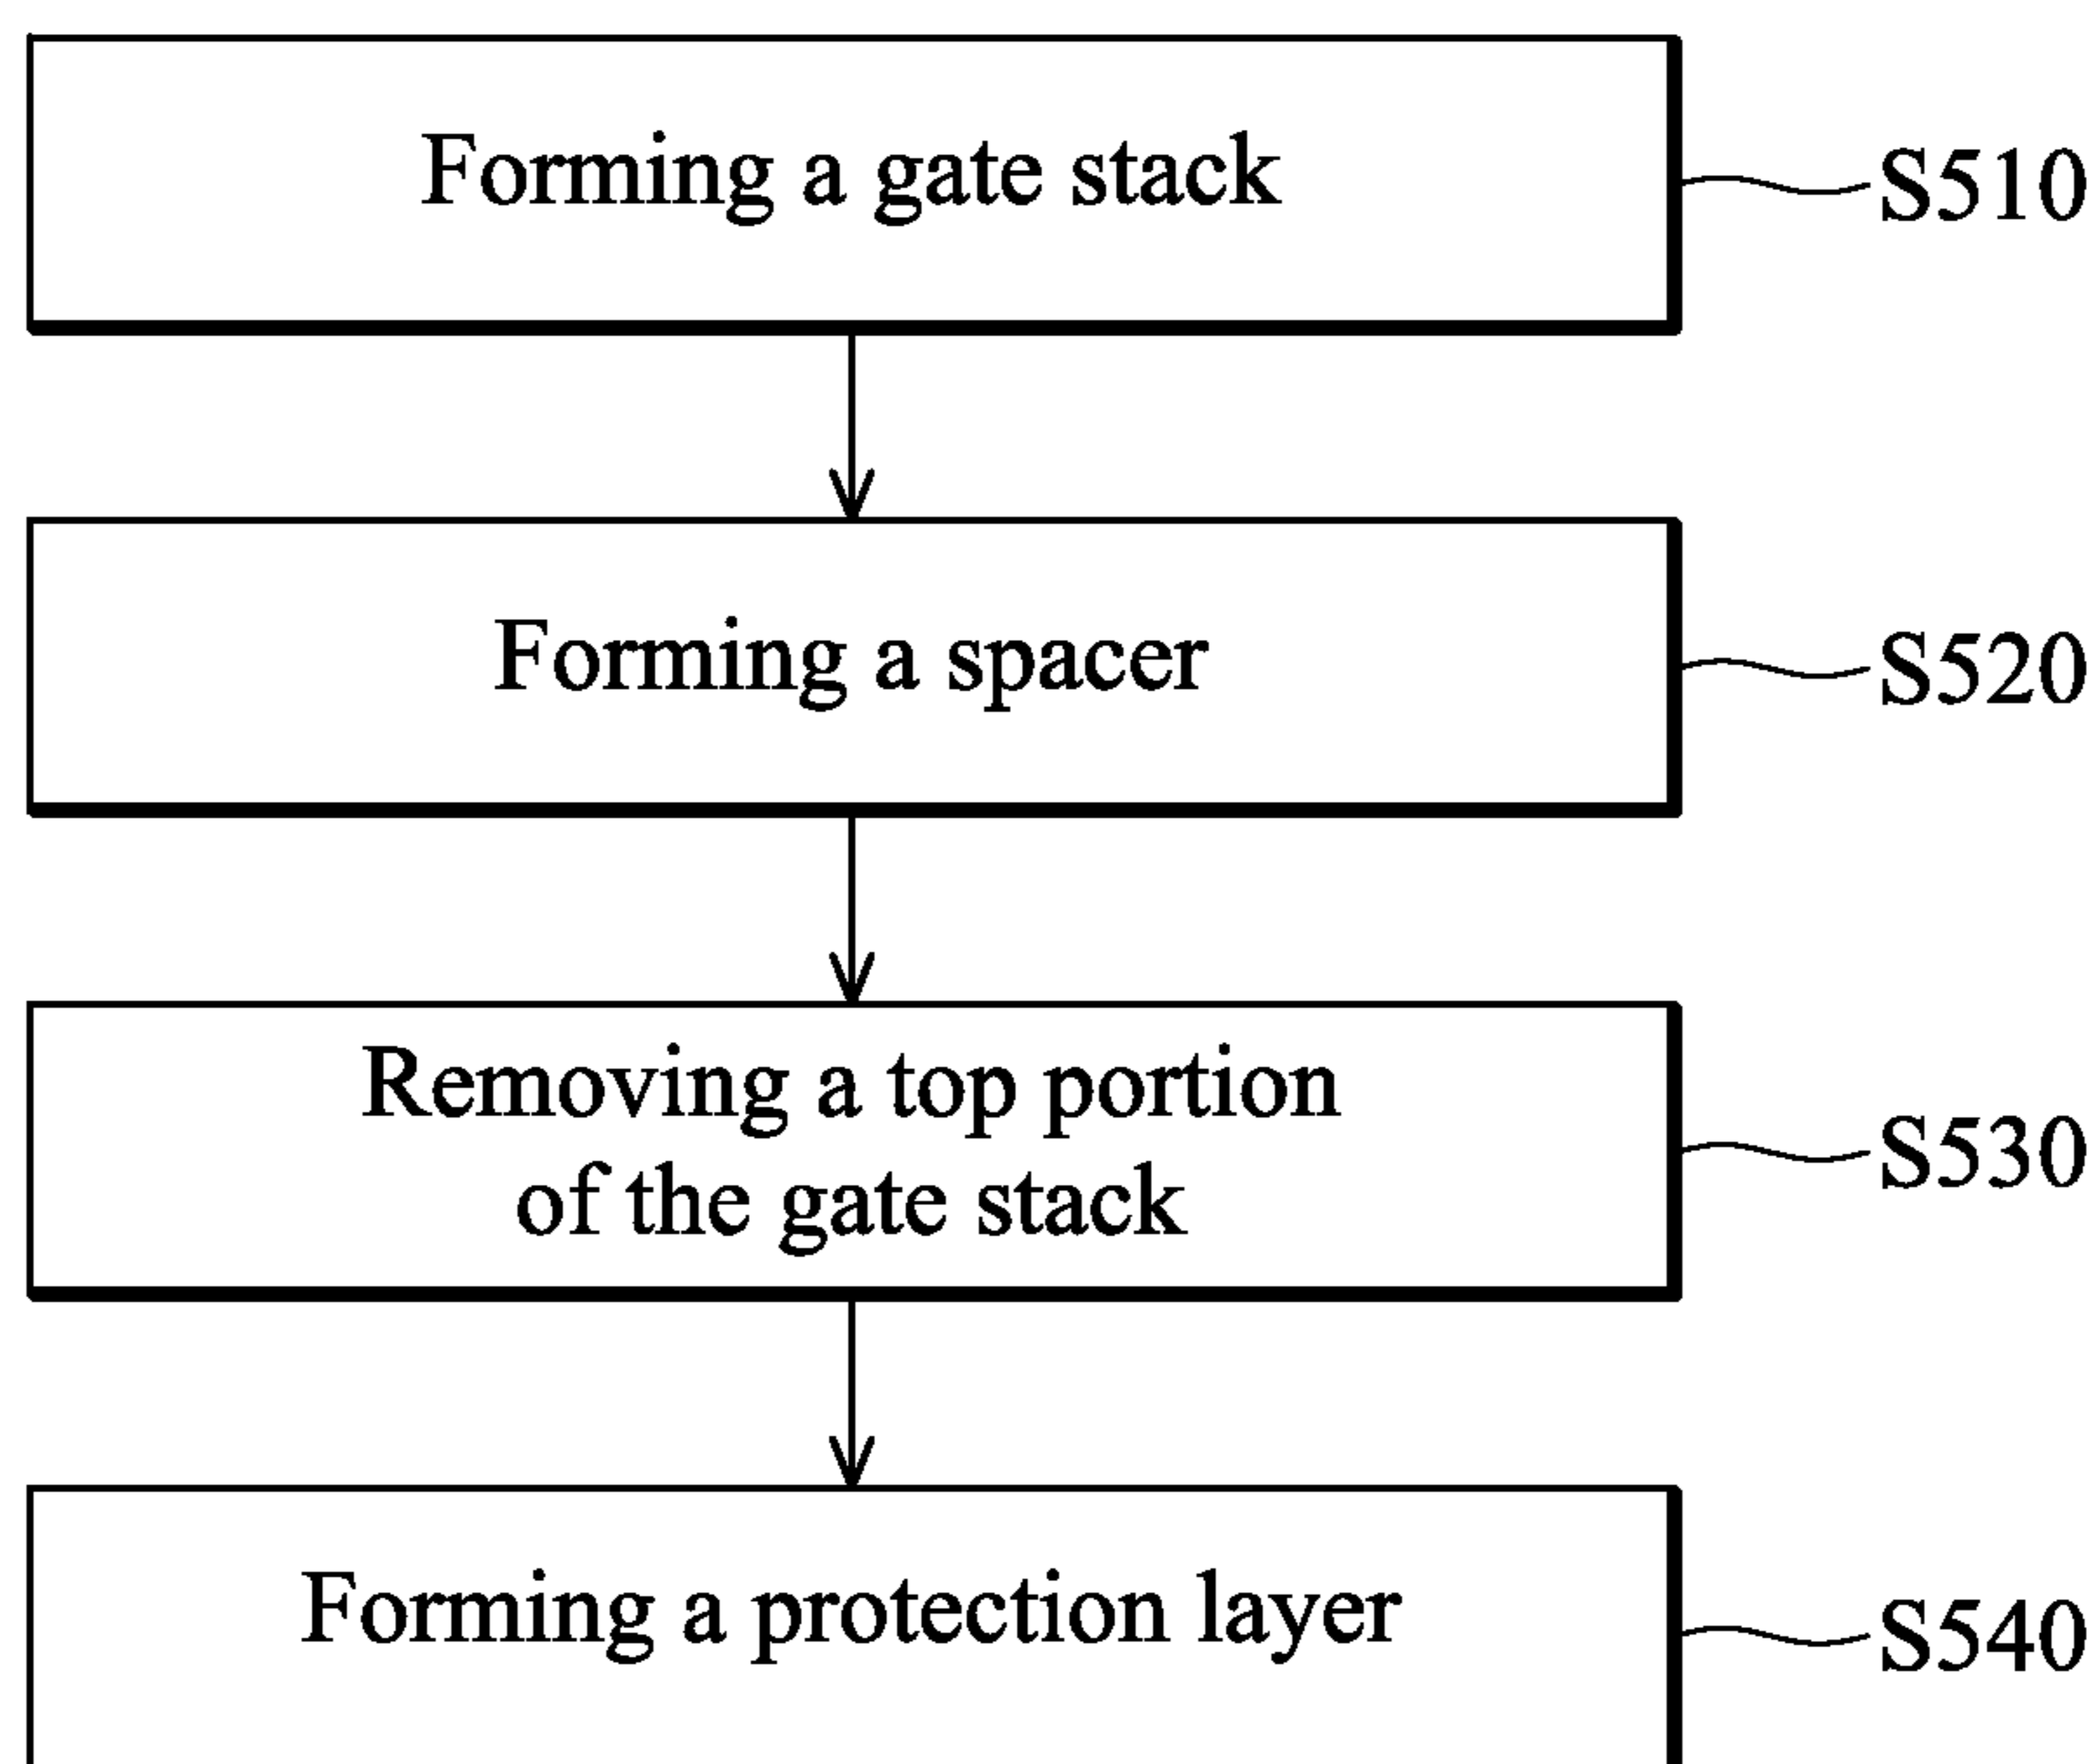 Forming a gate stack
S510
Forming a spacer
S520
Removing a top portion
of the gate stack
S530
Forming a protection layer
S540